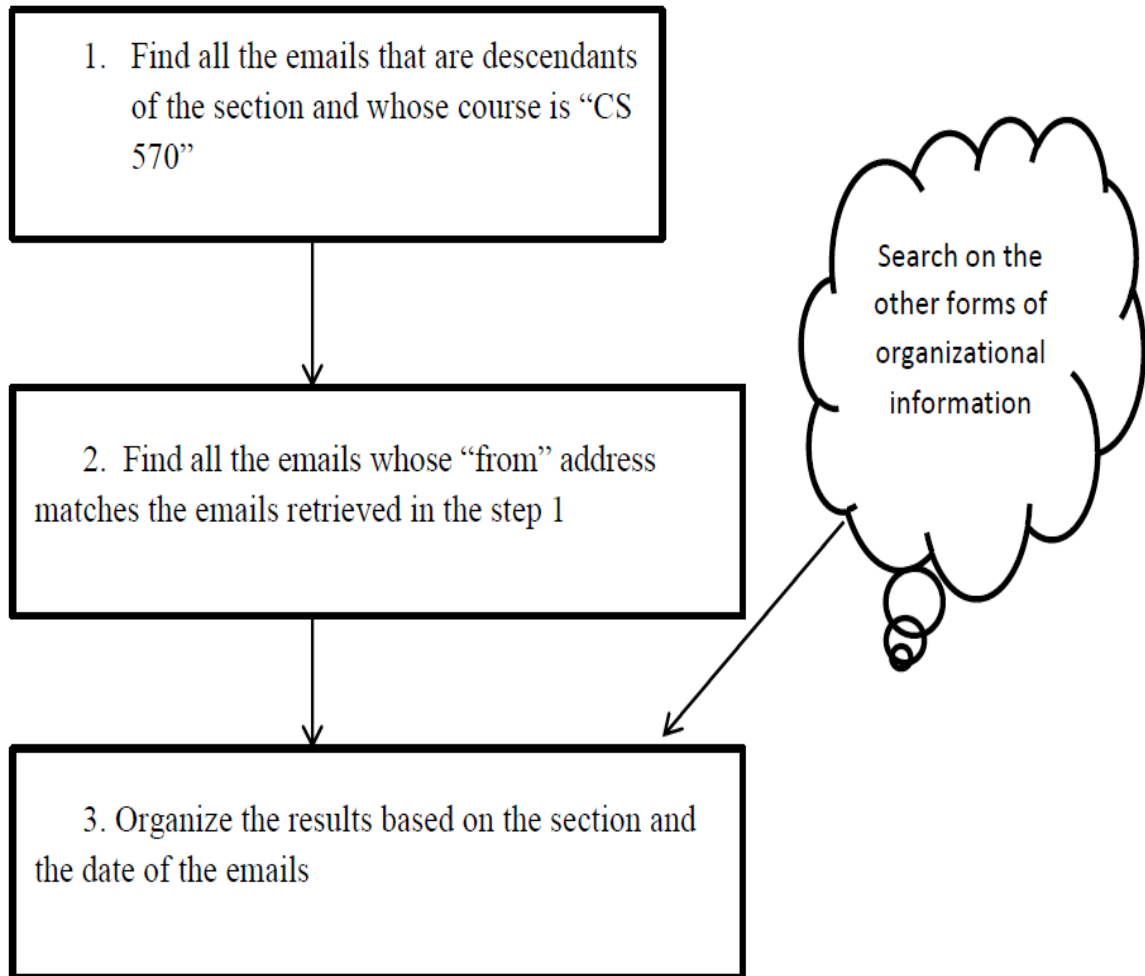 1. Find all the emails that are descendants
of the section and whose course is “CS
570”
Search on the
other forms of
organizational
information
2. Find all the emails whose “from” address
matches the emails retrieved in the step 1
3. Organize the results based on the section and
the date of the emails